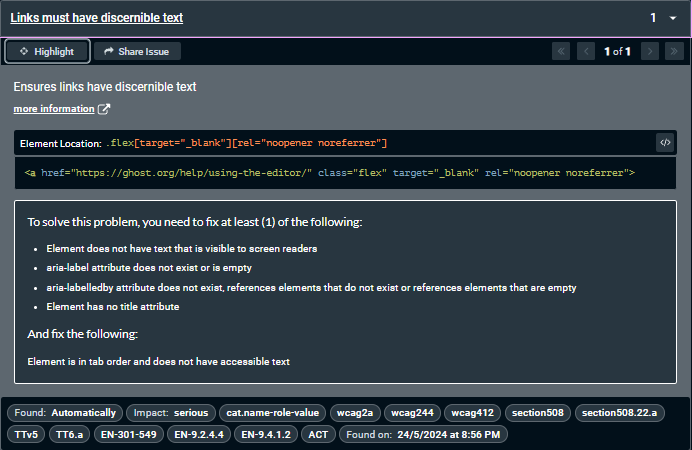 Links must have discernible text 1
Highlight Share Issue 1 of 1
Ensures links have discernible text
more information
Element Location: .flex[target="_blank"][rel="noopener noreferrer"] </>
<a href="https://ghost.org/help/using-the-editor/" class="flex" target="_blank" rel="noopener noreferrer">
To solve this problem, you need to fix at least (1) of the following:
• Element does not have text that is visible to screen readers
• aria-label attribute does not exist or is empty
• aria-labelledby attribute does not exist, references elements that do not exist or references elements that are empty
• Element has no title attribute
And fix the following:
Element is in tab order and does not have accessible text
Found: Automatically Impact: serious cat.name-role-value wcag2a wcag244 wcag412 section508 section508.22.a
TTv5 TT6.a EN-301-549 EN-9.2.4.4 EN-9.4.1.2 ACT Found on: 24/5/2024 at 8:56 PM